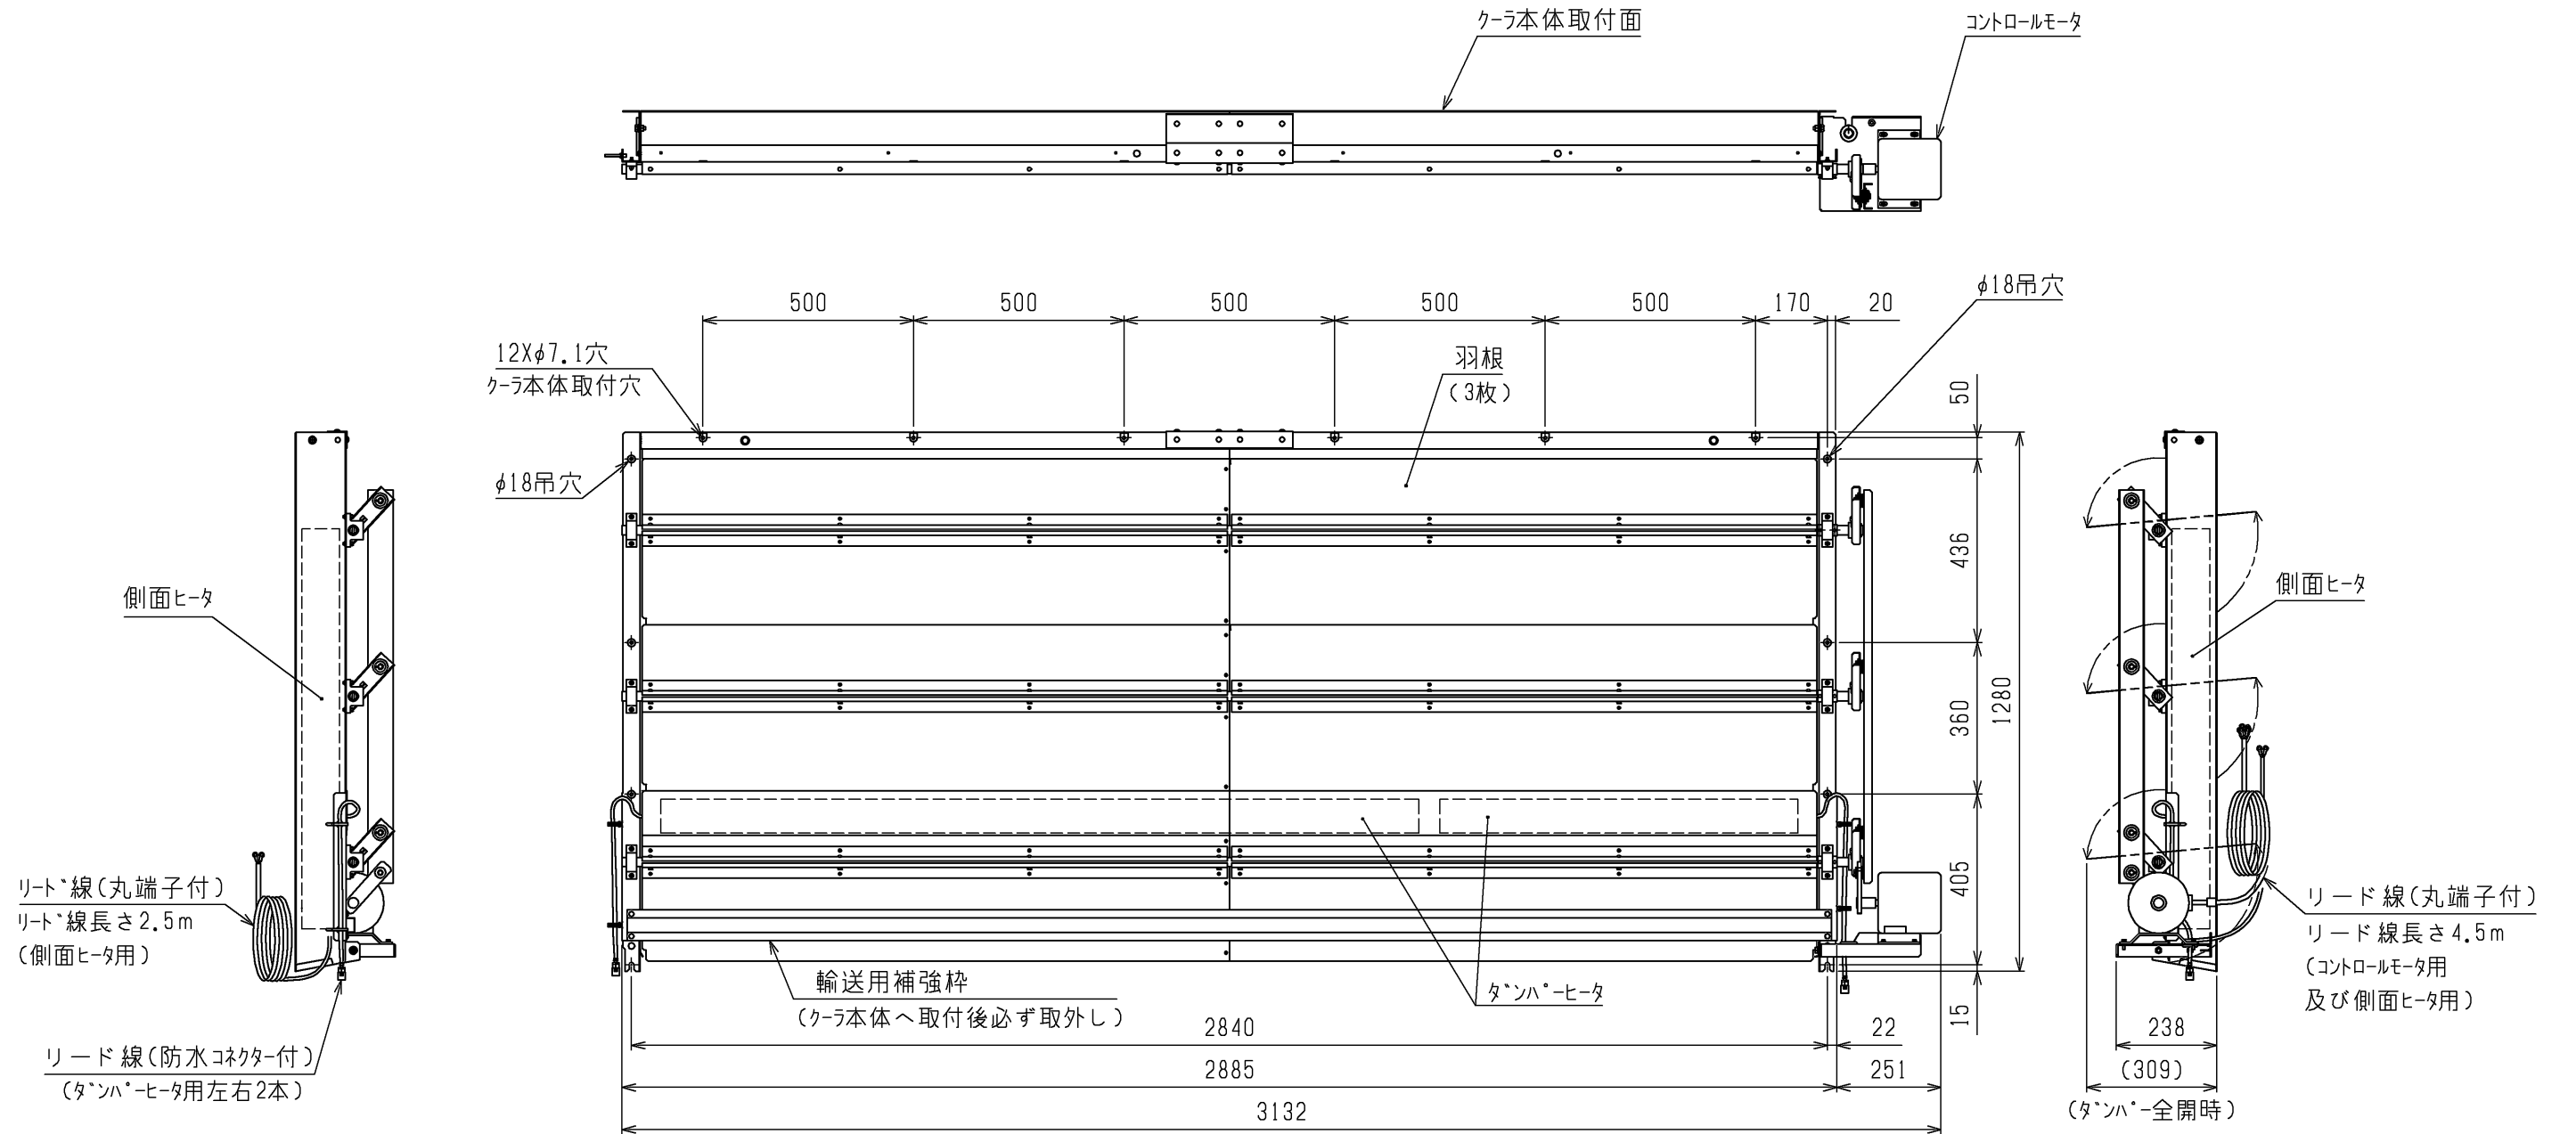 クーラ本体取付面
コントロールモータ
500
500
500
500
500
170
20
φ18吊穴
12Xφ7.1穴
クーラ本体取付穴
羽根
(3枚)
φ18吊穴
50
436
360
1280
405
15
側面ヒータ
側面ヒータ
リード線(丸端子付)
リード線長さ2.5m
(側面ヒータ用)
リード線(防水コネクター付)
(ダンパーヒータ用左右2本)
輸送用補強枠
(クーラ本体へ取付後必ず取外し)
ダンパーヒータ
リード線(丸端子付)
リード線長さ4.5m
(コントロールモータ用
及び側面ヒータ用)
2840
22
2885
251
3132
238
(309)
(ダンパー全開時)